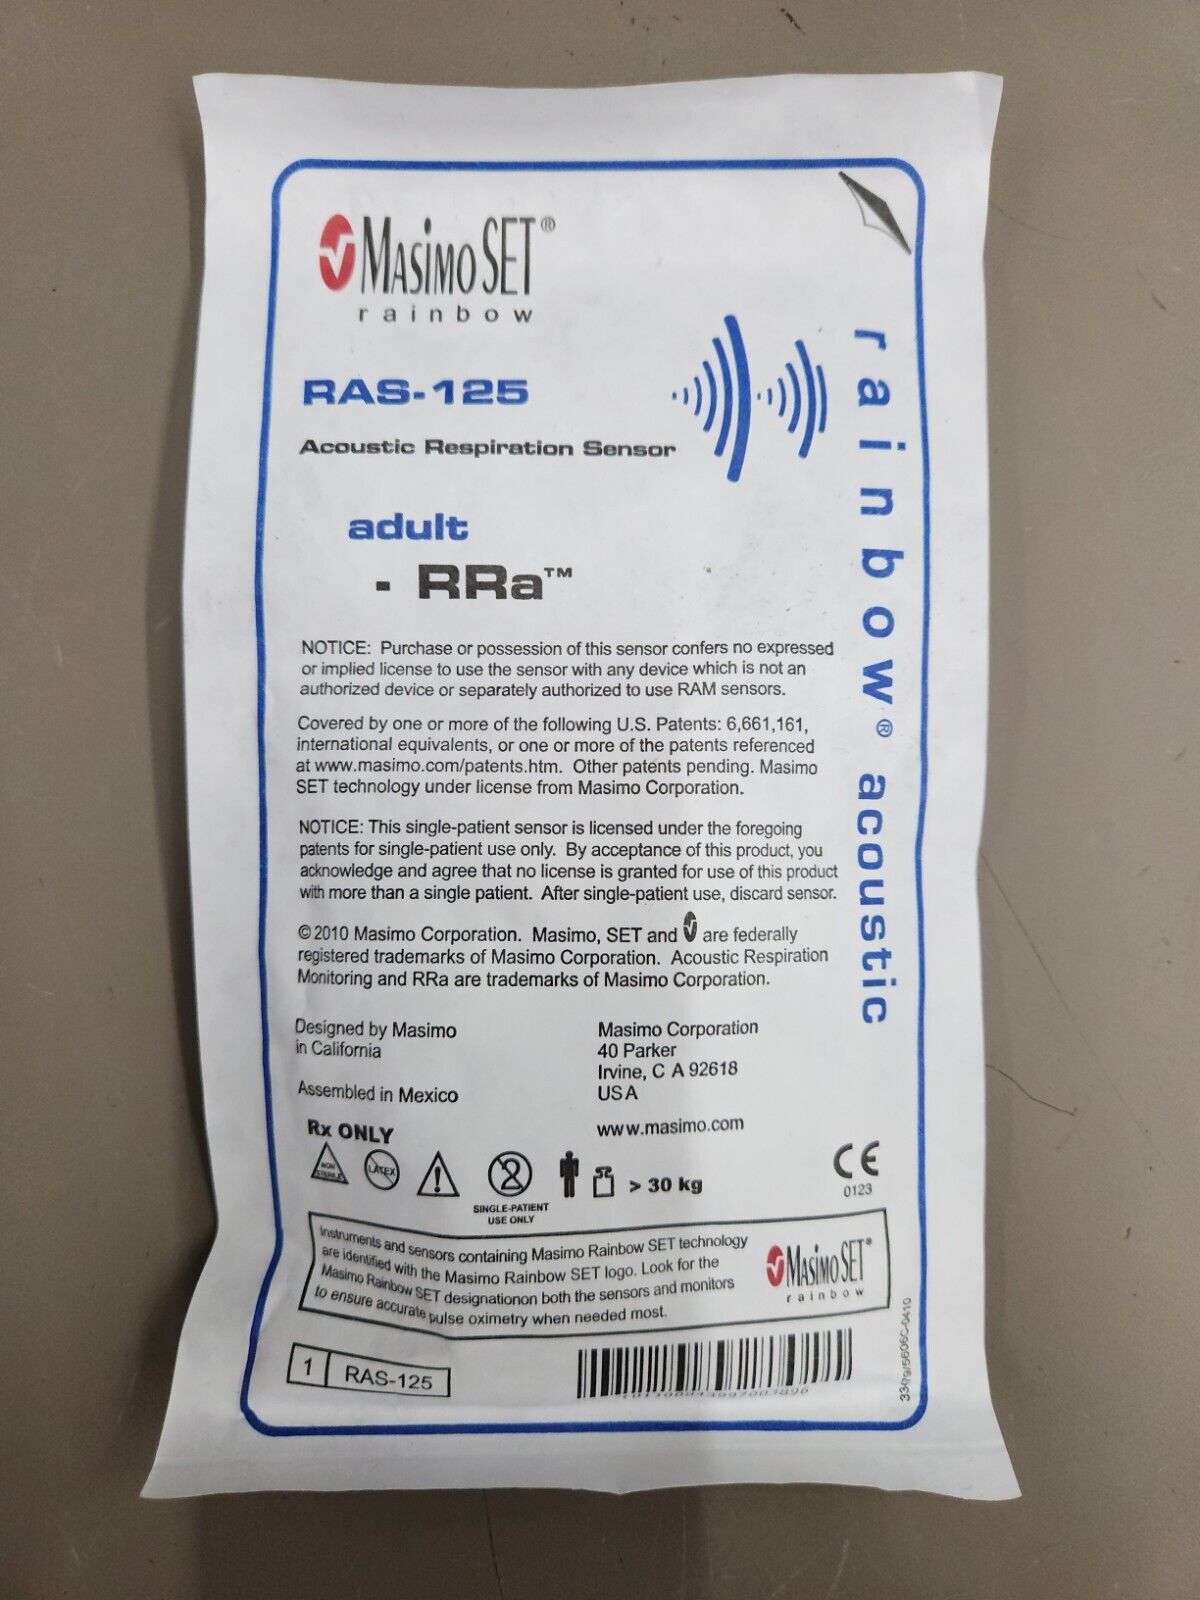 Masimo SET®
rainbow
RAS-125
Acoustic Respiration Sensor
adult
- RRa™
rainbow® acoustic
NOTICE: Purchase or possession of this sensor confers no expressed
or implied license to use the sensor with any device which is not an
authorized device or separately authorized to use RAM sensors.
Covered by one or more of the following U.S. Patents: 6,661,161,
international equivalents, or one or more of the patents referenced
at www.masimo.com/patents.htm. Other patents pending. Masimo
SET technology under license from Masimo Corporation.
NOTICE: This single-patient sensor is licensed under the foregoing
patents for single-patient use only. By acceptance of this product, you
acknowledge and agree that no license is granted for use of this product
with more than a single patient. After single-patient use, discard sensor.
© 2010 Masimo Corporation. Masimo, SET and are federally
registered trademarks of Masimo Corporation. Acoustic Respiration
Monitoring and RRa are trademarks of Masimo Corporation.
Designed by Masimo
in California
Assembled in Mexico
Masimo Corporation
40 Parker
Irvine, C A 92618
USA
www.masimo.com
Rx ONLY
NON
STERILE
LATEX
2
SINGLE-PATIENT
USE ONLY
> 30 kg
CE
0123
Instruments and sensors containing Masimo Rainbow SET technology
are identified with the Masimo Rainbow SET logo. Look for the
Masimo Rainbow SET designationon both the sensors and monitors
to ensure accurate pulse oximetry when needed most.
Masimo SET®
rainbow
1 RAS-125